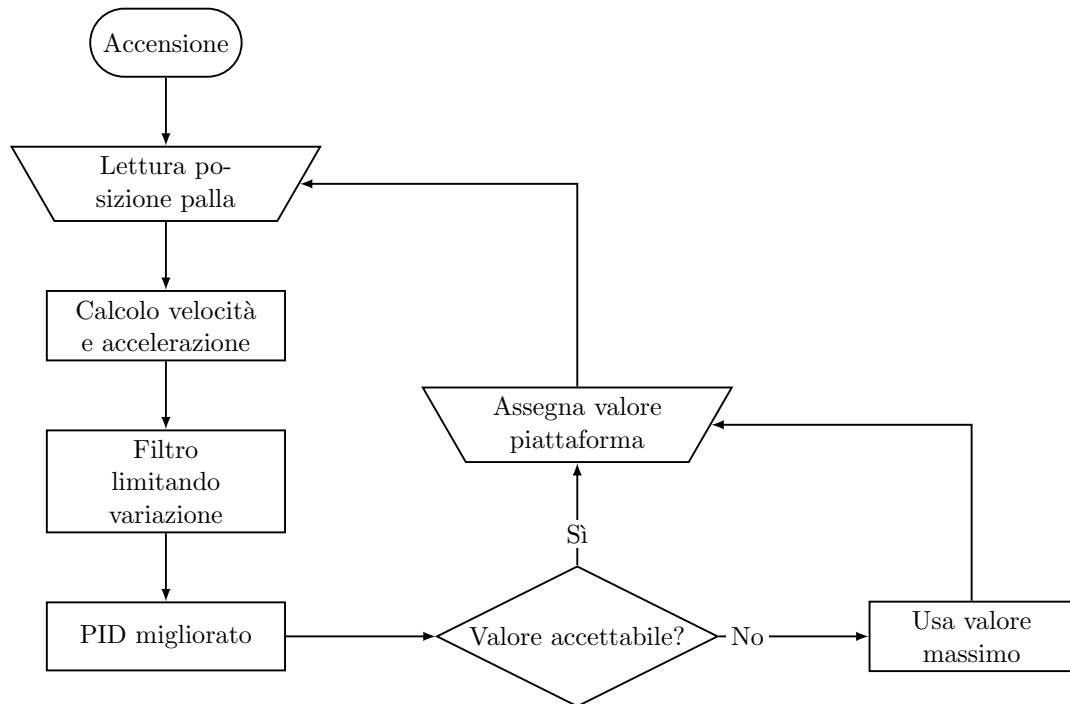 Accensione
Lettura po-
sizione palla
Calcolo velocità
e accelerazione
Filtro
limitando
variazione
PID migliorato
Valore accettabile?
Sì
Assegna valore
piattaforma
No
Usa valore
massimo